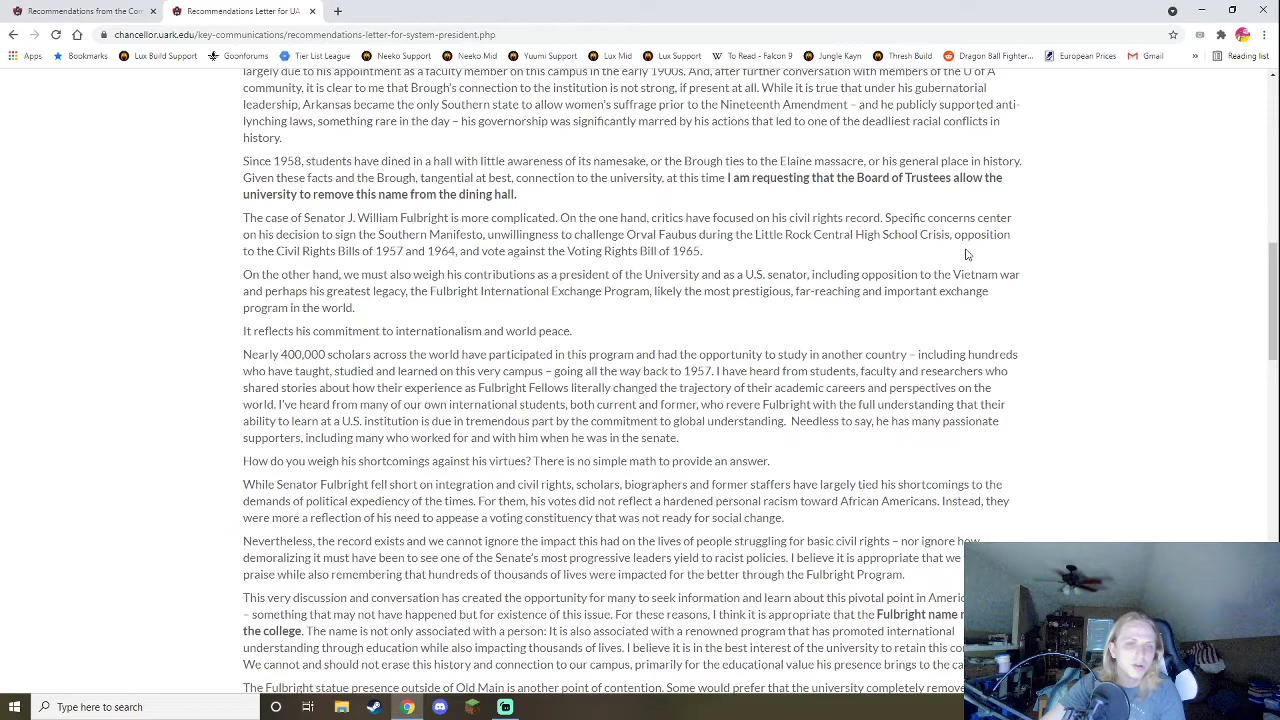 Recommendations from the Com
Recommendations Letter for UA
chancellor.uark.edu/key-communications/recommendations-letter-for-system-president.php
Apps Bookmarks Lux Build Support Goonforums Tier List League Neeko Support Neeko Mid Yuumi Support Lux Mid Lux Support To Read - Falcon 9 Jungle Kayn Thresh Build Dragon Ball Fighter... European Prices Gmail » Reading list
largely due to his appointment as a faculty member on this campus in the early 1900s. And, after further conversation with members of the U of A
community, it is clear to me that Brough's connection to the institution is not strong, if present at all. While it is true that under his gubernatorial
leadership, Arkansas became the only Southern state to allow women's suffrage prior to the Nineteenth Amendment – and he publicly supported anti-
lynching laws, something rare in the day – his governorship was significantly marred by his actions that led to one of the deadliest racial conflicts in
history.
Since 1958, students have dined in a hall with little awareness of its namesake, or the Brough ties to the Elaine massacre, or his general place in history.
Given these facts and the Brough, tangential at best, connection to the university, at this time I am requesting that the Board of Trustees allow the
university to remove this name from the dining hall.
The case of Senator J. William Fulbright is more complicated. On the one hand, critics have focused on his civil rights record. Specific concerns center
on his decision to sign the Southern Manifesto, unwillingness to challenge Orval Faubus during the Little Rock Central High School Crisis, opposition
to the Civil Rights Bills of 1957 and 1964, and vote against the Voting Rights Bill of 1965.
On the other hand, we must also weigh his contributions as a president of the University and as a U.S. senator, including opposition to the Vietnam war
and perhaps his greatest legacy, the Fulbright International Exchange Program, likely the most prestigious, far-reaching and important exchange
program in the world.
It reflects his commitment to internationalism and world peace.
Nearly 400,000 scholars across the world have participated in this program and had the opportunity to study in another country – including hundreds
who have taught, studied and learned on this very campus – going all the way back to 1957. I have heard from students, faculty and researchers who
shared stories about how their experience as Fulbright Fellows literally changed the trajectory of their academic careers and perspectives on the
world. I've heard from many of our own international students, both current and former, who revere Fulbright with the full understanding that their
ability to learn at a U.S. institution is due in tremendous part by the commitment to global understanding. Needless to say, he has many passionate
supporters, including many who worked for and with him when he was in the senate.
How do you weigh his shortcomings against his virtues? There is no simple math to provide an answer.
While Senator Fulbright fell short on integration and civil rights, scholars, biographers and former staffers have largely tied his shortcomings to the
demands of political expediency of the times. For them, his votes did not reflect a hardened personal racism toward African Americans. Instead, they
were more a reflection of his need to appease a voting constituency that was not ready for social change.
Nevertheless, the record exists and we cannot ignore the impact this had on the lives of people struggling for basic civil rights – nor ignore how
demoralizing it must have been to see one of the Senate's most progressive leaders yield to racist policies. I believe it is appropriate that we
praise while also remembering that hundreds of thousands of lives were impacted for the better through the Fulbright Program.
This very discussion and conversation has created the opportunity for many to seek information and learn about this pivotal point in Americ
– something that may not have happened but for existence of this issue. For these reasons, I think it is appropriate that the Fulbright name
the college. The name is not only associated with a person: It is also associated with a renowned program that has promoted international
understanding through education while also impacting thousands of lives. I believe it is in the best interest of the university to retain this con
We cannot and should not erase this history and connection to our campus, primarily for the educational value his presence brings to the ca
The Fulbright statue presence outside of Old Main is another point of contention. Some would prefer that the university completely remove
Type here to search